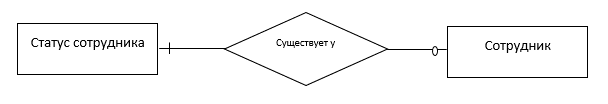 Статус сотрудника
Существует у
Сотрудник